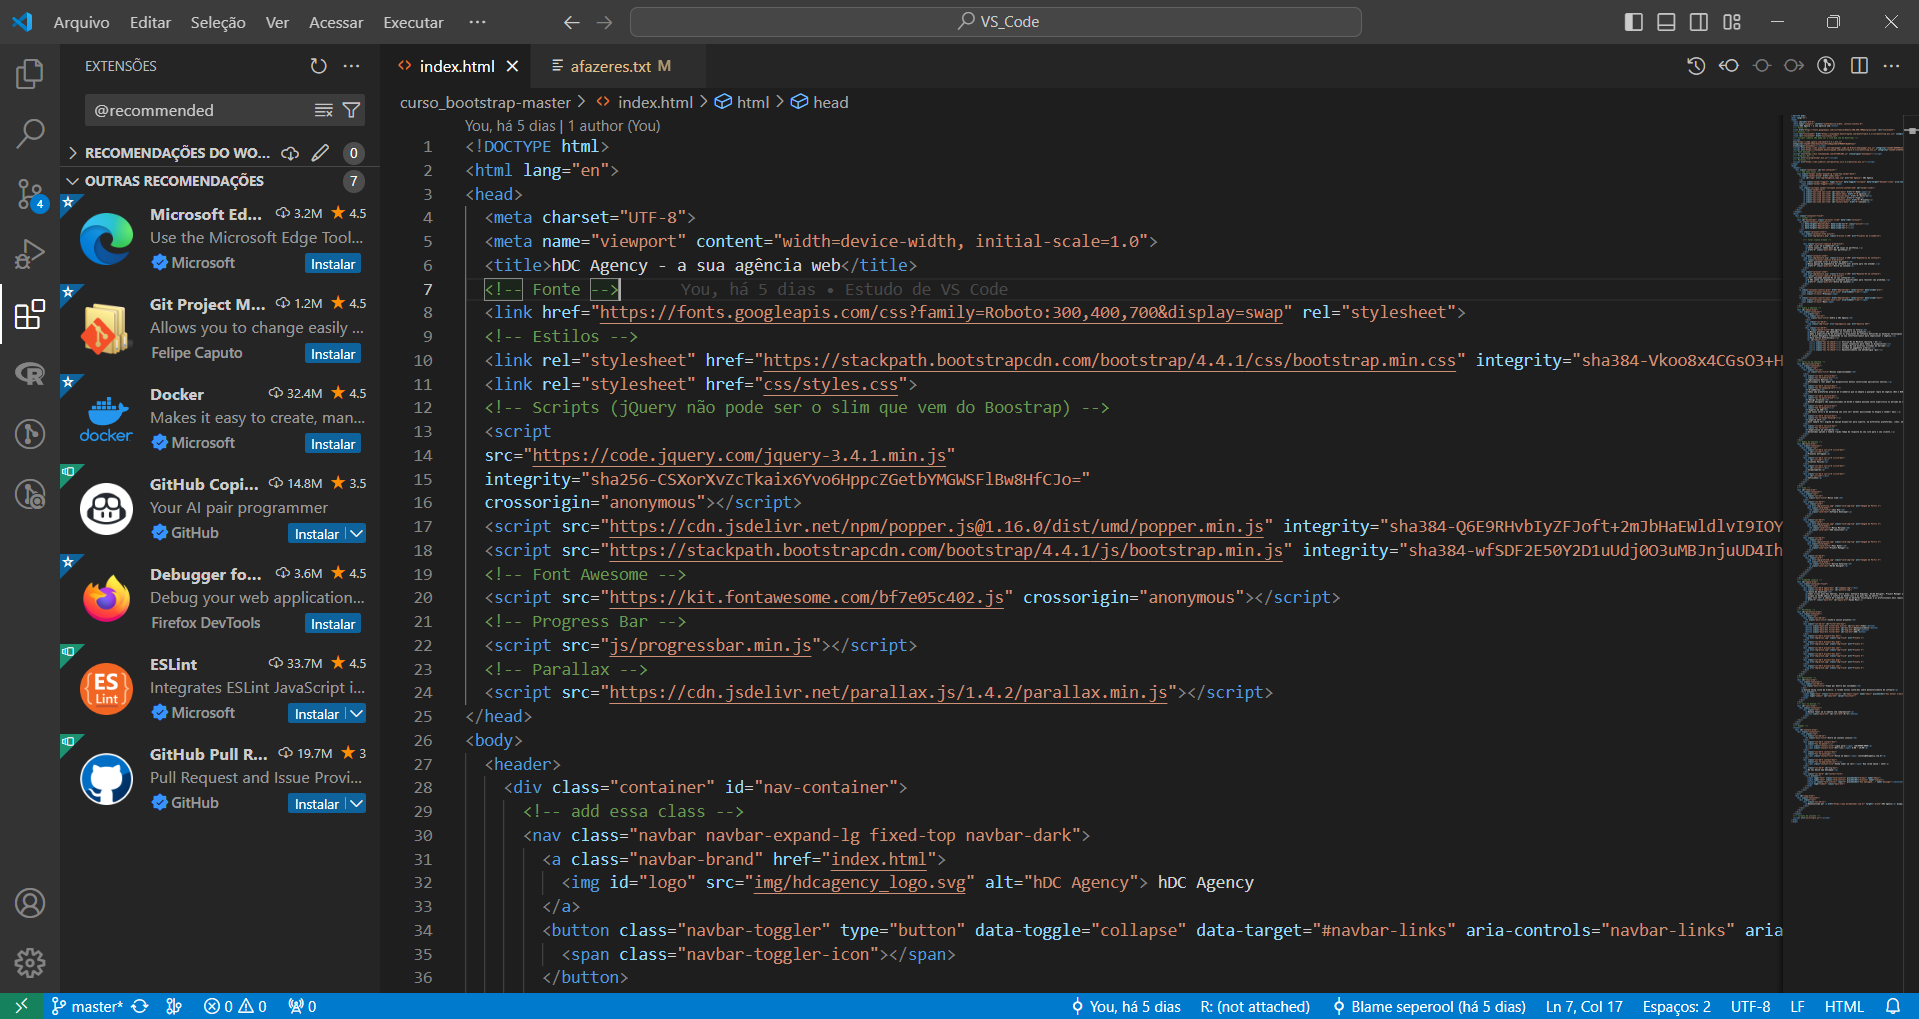 Arquivo Editar Seleção Ver Acessar Executar ··· VS_Code
EXTENSÕES
@recommended
RECOMENDAÇÕES DO WO... 0
OUTRAS RECOMENDAÇÕES 7
Microsoft Ed... 3.2M 4.5
Use the Microsoft Edge Tool...
Microsoft Instalar
Git Project M... 1.2M 4.5
Allows you to change easily ...
Felipe Caputo Instalar
Docker 32.4M 4.5
Makes it easy to create, man...
docker Microsoft Instalar
GitHub Copi... 14.8M 3.5
Your AI pair programmer
GitHub Instalar
Debugger fo... 3.6M 4.5
Debug your web application...
Firefox DevTools Instalar
ESLint 33.7M 4.5
ES Lint
Integrates ESLint JavaScript i...
Microsoft Instalar
GitHub Pull R... 19.7M 3
Pull Request and Issue Provi...
GitHub Instalar
4
R
index.html afazeres.txt M
curso_bootstrap-master > index.html > html > head
You, há 5 dias | 1 author (You)
1 <!DOCTYPE html>
2 <html lang="en">
3 <head>
4 <meta charset="UTF-8">
5 <meta name="viewport" content="width=device-width, initial-scale=1.0">
6 <title>hDC Agency - a sua agência web</title>
7 <!-- Fonte --> You, há 5 dias • Estudo de VS Code
8 <link href="https://fonts.googleapis.com/css?family=Roboto:300,400,700&display=swap" rel="stylesheet">
9 <!-- Estilos -->
10 <link rel="stylesheet" href="https://stackpath.bootstrapcdn.com/bootstrap/4.4.1/css/bootstrap.min.css" integrity="sha384-Vkoo8x4CGsO3+H
11 <link rel="stylesheet" href="css/styles.css">
12 <!-- Scripts (jQuery não pode ser o slim que vem do Boostrap) -->
13 <script
14 src="https://code.jquery.com/jquery-3.4.1.min.js"
15 integrity="sha256-CSXorXvZcTkaix6Yvo6HppcZGetbYMGWSFlBw8HfCJo="
16 crossorigin="anonymous"></script>
17 <script src="https://cdn.jsdelivr.net/npm/popper.js@1.16.0/dist/umd/popper.min.js" integrity="sha384-Q6E9RHvbIyZFJoft+2mJbHaEWldlvI9IOY
18 <script src="https://stackpath.bootstrapcdn.com/bootstrap/4.4.1/js/bootstrap.min.js" integrity="sha384-wfSDF2E50Y2D1uUdj0O3uMBJnjuUD4Ih
19 <!-- Font Awesome -->
20 <script src="https://kit.fontawesome.com/bf7e05c402.js" crossorigin="anonymous"></script>
21 <!-- Progress Bar -->
22 <script src="js/progressbar.min.js"></script>
23 <!-- Parallax -->
24 <script src="https://cdn.jsdelivr.net/parallax.js/1.4.2/parallax.min.js"></script>
25 </head>
26 <body>
27 <header>
28 <div class="container" id="nav-container">
29 <!-- add essa class -->
30 <nav class="navbar navbar-expand-lg fixed-top navbar-dark">
31 <a class="navbar-brand" href="index.html">
32 <img id="logo" src="img/hdcagency_logo.svg" alt="hDC Agency"> hDC Agency
33 </a>
34 <button class="navbar-toggler" type="button" data-toggle="collapse" data-target="#navbar-links" aria-controls="navbar-links" aria
35 <span class="navbar-toggler-icon"></span>
36 </button>
master* 0 0 0 You, há 5 dias R: (not attached) Blame seperool (há 5 dias) Ln 7, Col 17 Espaços: 2 UTF-8 LF HTML